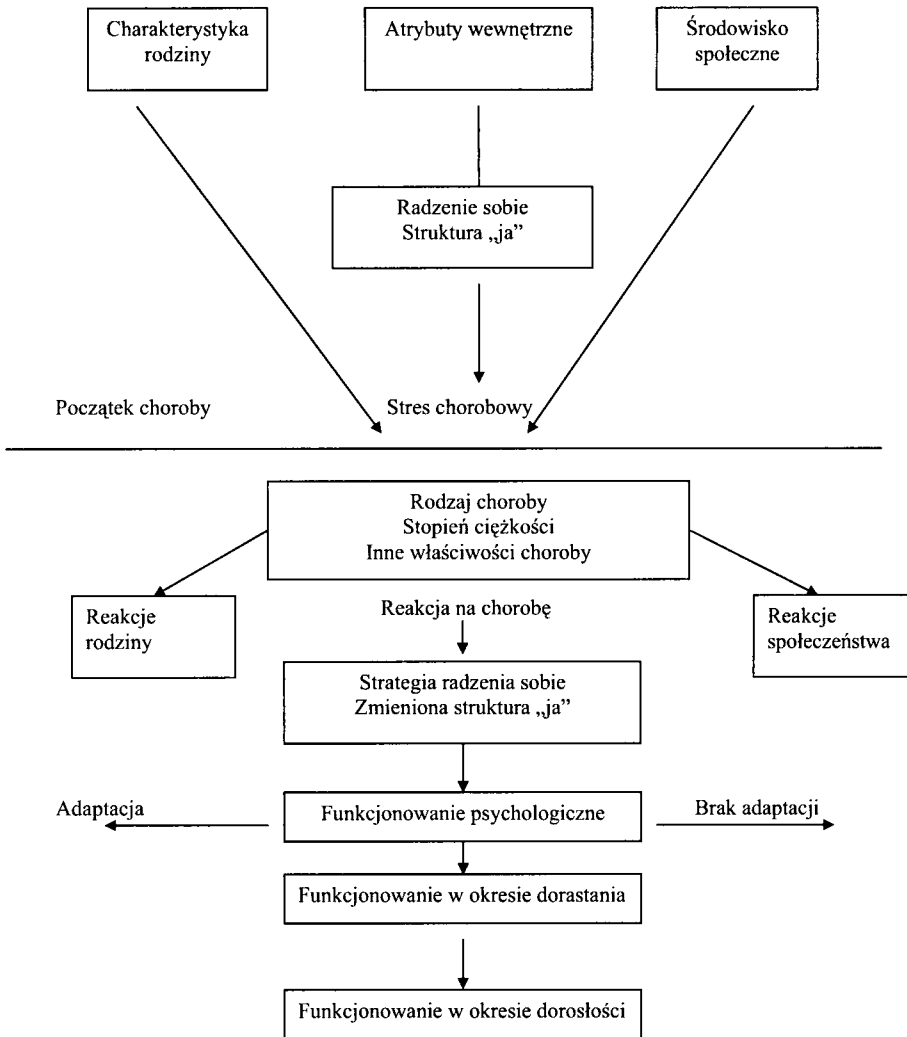 Charakterystyka
rodziny
Atrybuty wewnętrzne
Środowisko
społeczne
Radzenie sobie
Struktura „ja”
Początek choroby
Stres chorobowy
Rodzaj choroby
Stopień ciężkości
Inne właściwości choroby
Reakcje
rodziny
Reakcja na chorobę
Reakcje
społeczeństwa
Strategia radzenia sobie
Zmieniona struktura „ja”
Adaptacja
Funkcjonowanie psychologiczne
Brak adaptacji
Funkcjonowanie w okresie dorastania
Funkcjonowanie w okresie dorosłości